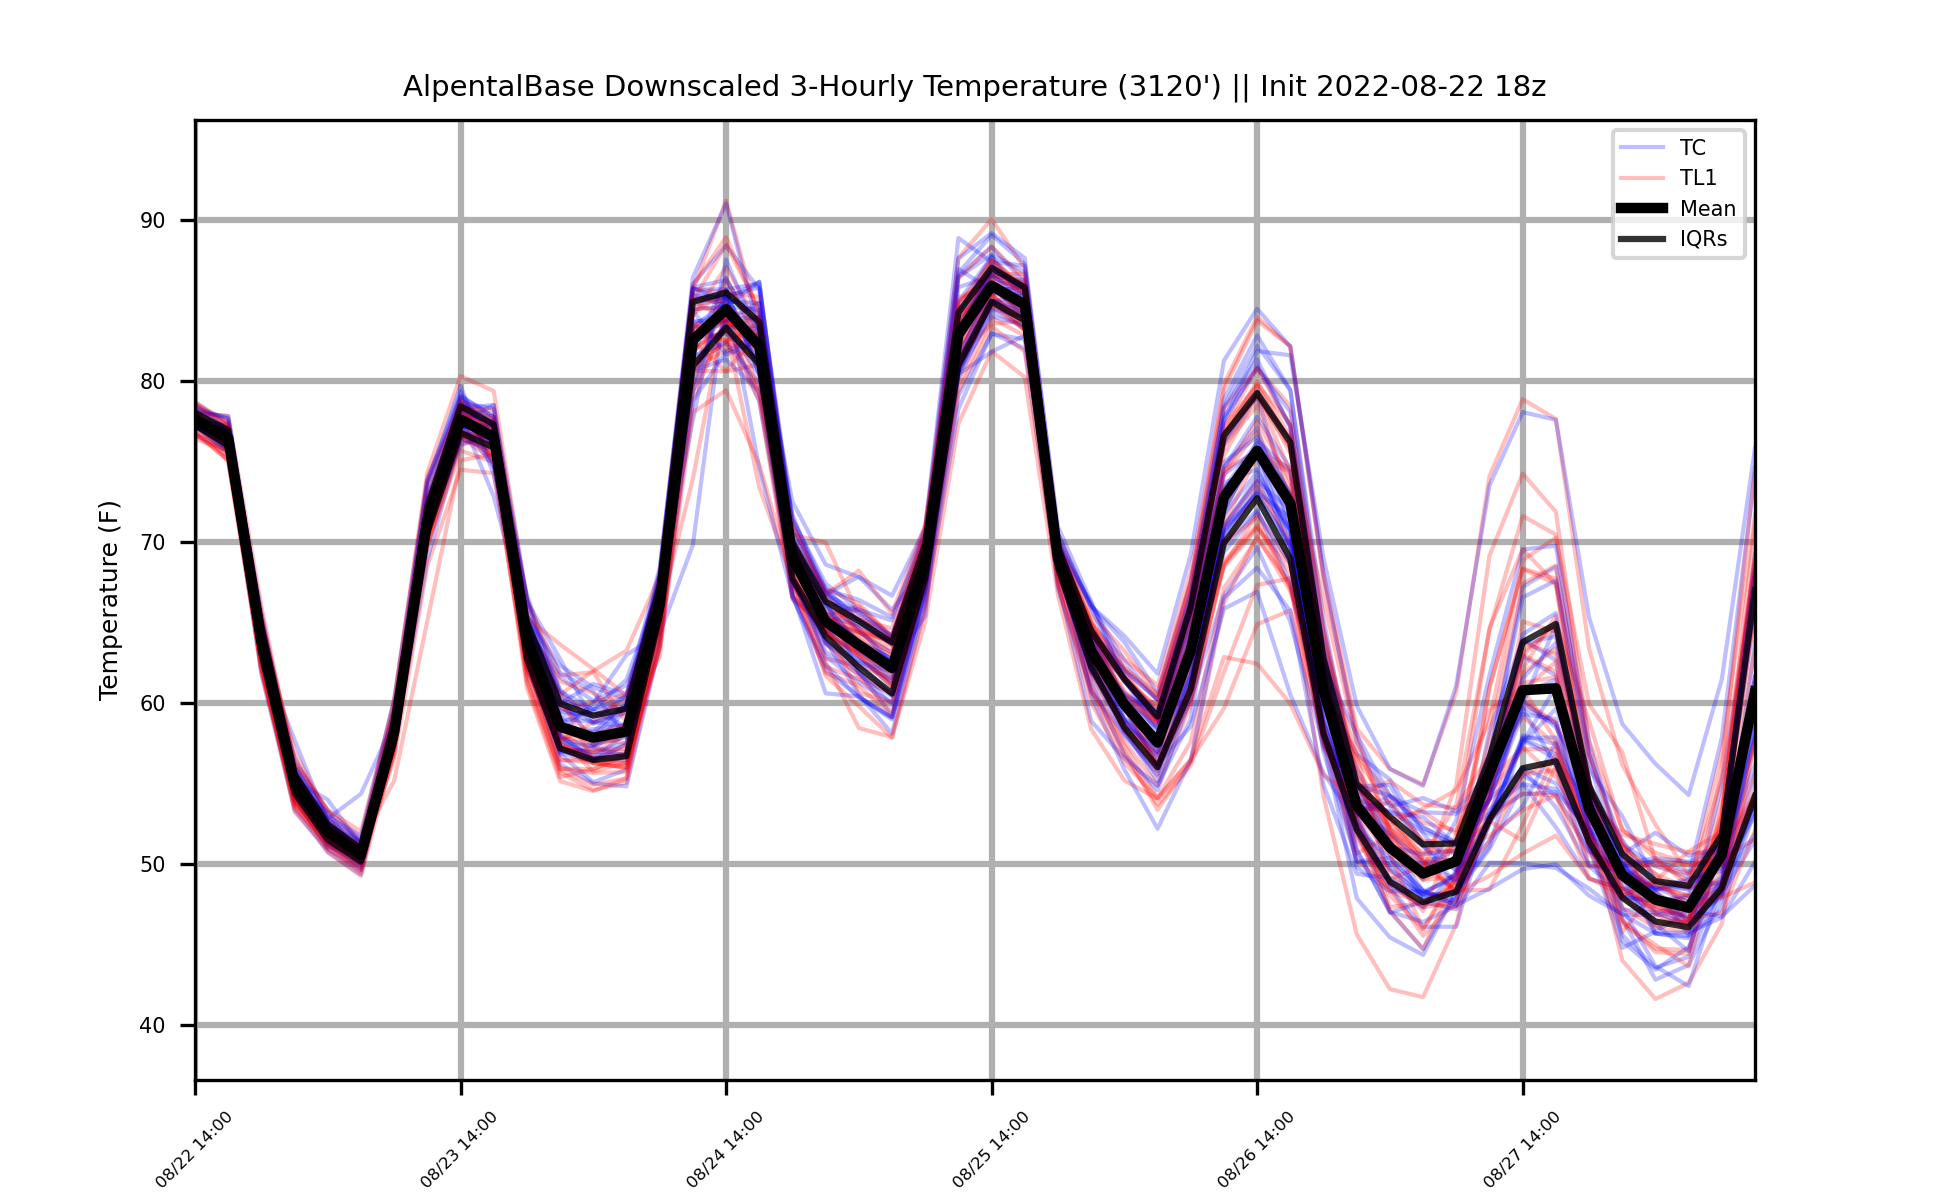 AlpentalBase Downscaled 3-Hourly Temperature (3120') || Init 2022-08-22 18z
TC
TL1
Mean
IQRs
Temperature (F)
90
80
70
60
50
40
08/22 14:00
08/23 14:00
08/24 14:00
08/25 14:00
08/26 14:00
08/27 14:00